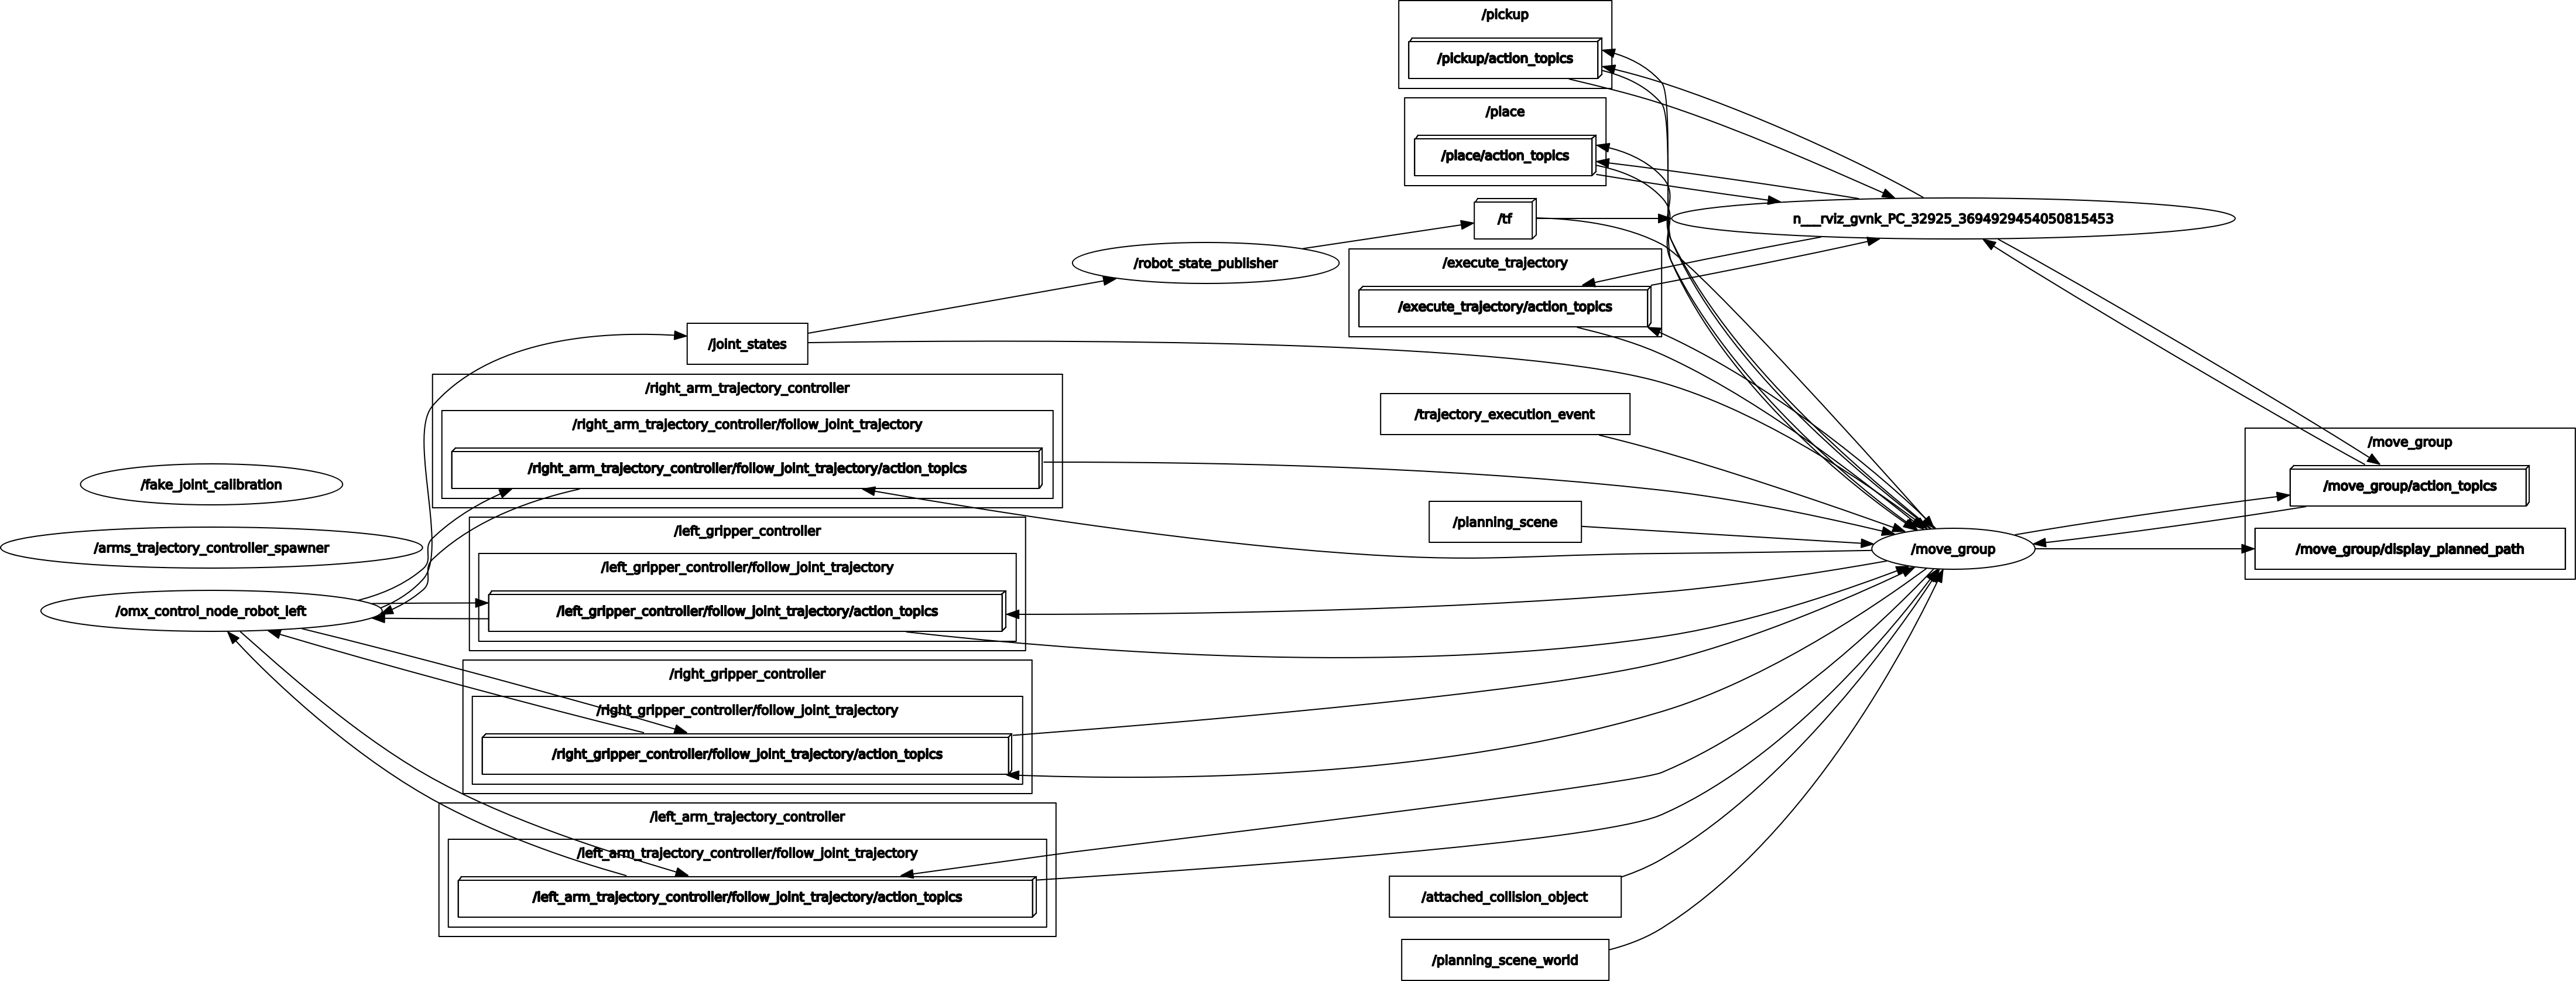 /pickup
/pickup/action_topics
/place
/place/action_topics
/tf
n___rviz_gvnk_PC_32925_3694929454050815453
/robot_state_publisher
/execute_trajectory
/execute_trajectory/action_topics
/joint_states
/right_arm_trajectory_controller
/right_arm_trajectory_controller/follow_joint_trajectory
/right_arm_trajectory_controller/follow_joint_trajectory/action_topics
/trajectory_execution_event
/move_group
/move_group/action_topics
/move_group/display_planned_path
/fake_joint_calibration
/planning_scene
/arms_trajectory_controller_spawner
/left_gripper_controller
/left_gripper_controller/follow_joint_trajectory
/left_gripper_controller/follow_joint_trajectory/action_topics
/move_group
/omx_control_node_robot_left
/right_gripper_controller
/right_gripper_controller/follow_joint_trajectory
/right_gripper_controller/follow_joint_trajectory/action_topics
/left_arm_trajectory_controller
/left_arm_trajectory_controller/follow_joint_trajectory
/left_arm_trajectory_controller/follow_joint_trajectory/action_topics
/attached_collision_object
/planning_scene_world